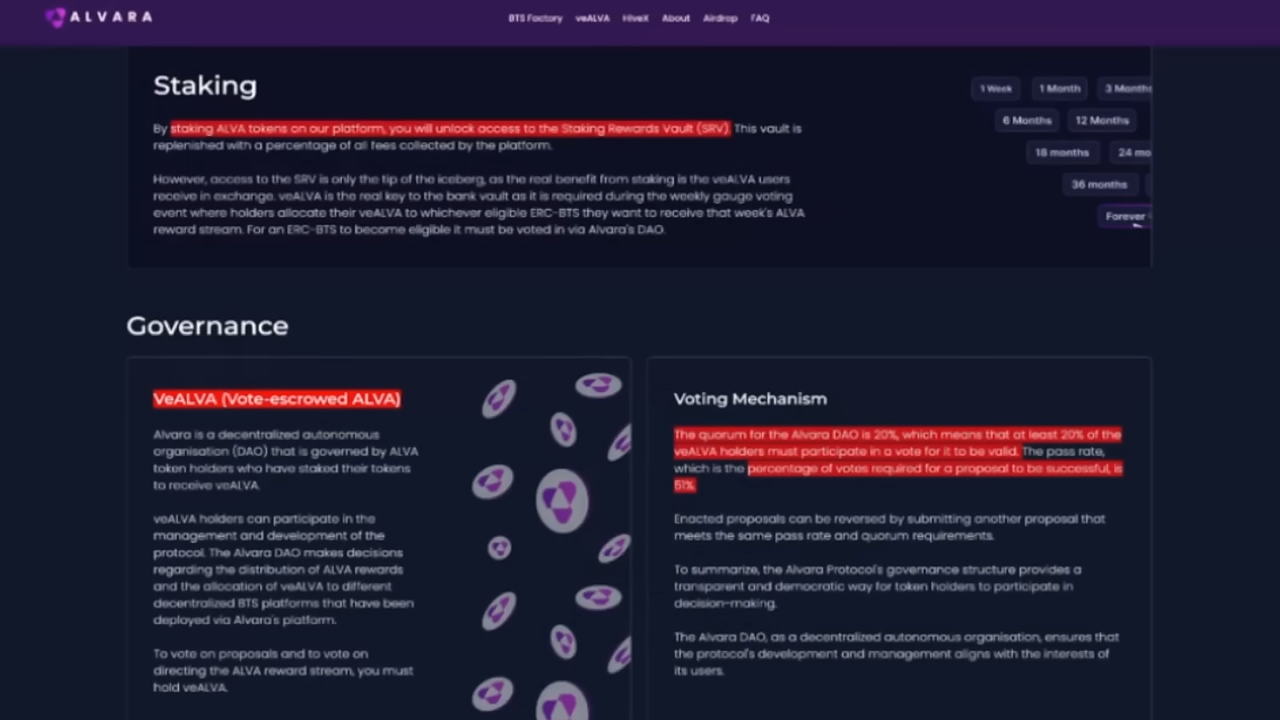 ALVARA
BTS Factory veALVA HiveX About Airdrop FAQ
Staking
By staking ALVA tokens on our platform, you will unlock access to the Staking Rewards Vault (SRV). This vault is
replenished with a percentage of all fees collected by the platform.
However, access to the SRV is only the tip of the iceberg, as the real benefit from staking is the veALVA users
receive in exchange. veALVA is the real key to the bank vault as it is required during the weekly gauge voting
event where holders allocate their veALVA to whichever eligible ERC-BTS they want to receive that week's ALVA
reward stream. For an ERC-BTS to become eligible it must be voted in via Alvara's DAO.
1 Week 1 Month 3 Months
6 Months 12 Months
18 months 24 mo
36 months
Forever
Governance
VeALVA (Vote-escrowed ALVA)
Alvara is a decentralized autonomous
organisation (DAO) that is governed by ALVA
token holders who have staked their tokens
to receive veALVA.
veALVA holders can participate in the
management and development of the
protocol. The Alvara DAO makes decisions
regarding the distribution of ALVA rewards
and the allocation of veALVA to different
decentralized BTS platforms that have been
deployed via Alvara's platform.
To vote on proposals and to vote on
directing the ALVA reward stream, you must
hold veALVA.
Voting Mechanism
The quorum for the Alvara DAO is 20%, which means that at least 20% of the
veALVA holders must participate in a vote for it to be valid. The pass rate,
which is the percentage of votes required for a proposal to be successful, is
51%.
Enacted proposals can be reversed by submitting another proposal that
meets the same pass rate and quorum requirements.
To summarize, the Alvara Protocol's governance structure provides a
transparent and democratic way for token holders to participate in
decision-making.
The Alvara DAO, as a decentralized autonomous organisation, ensures that
the protocol's development and management aligns with the interests of
its users.